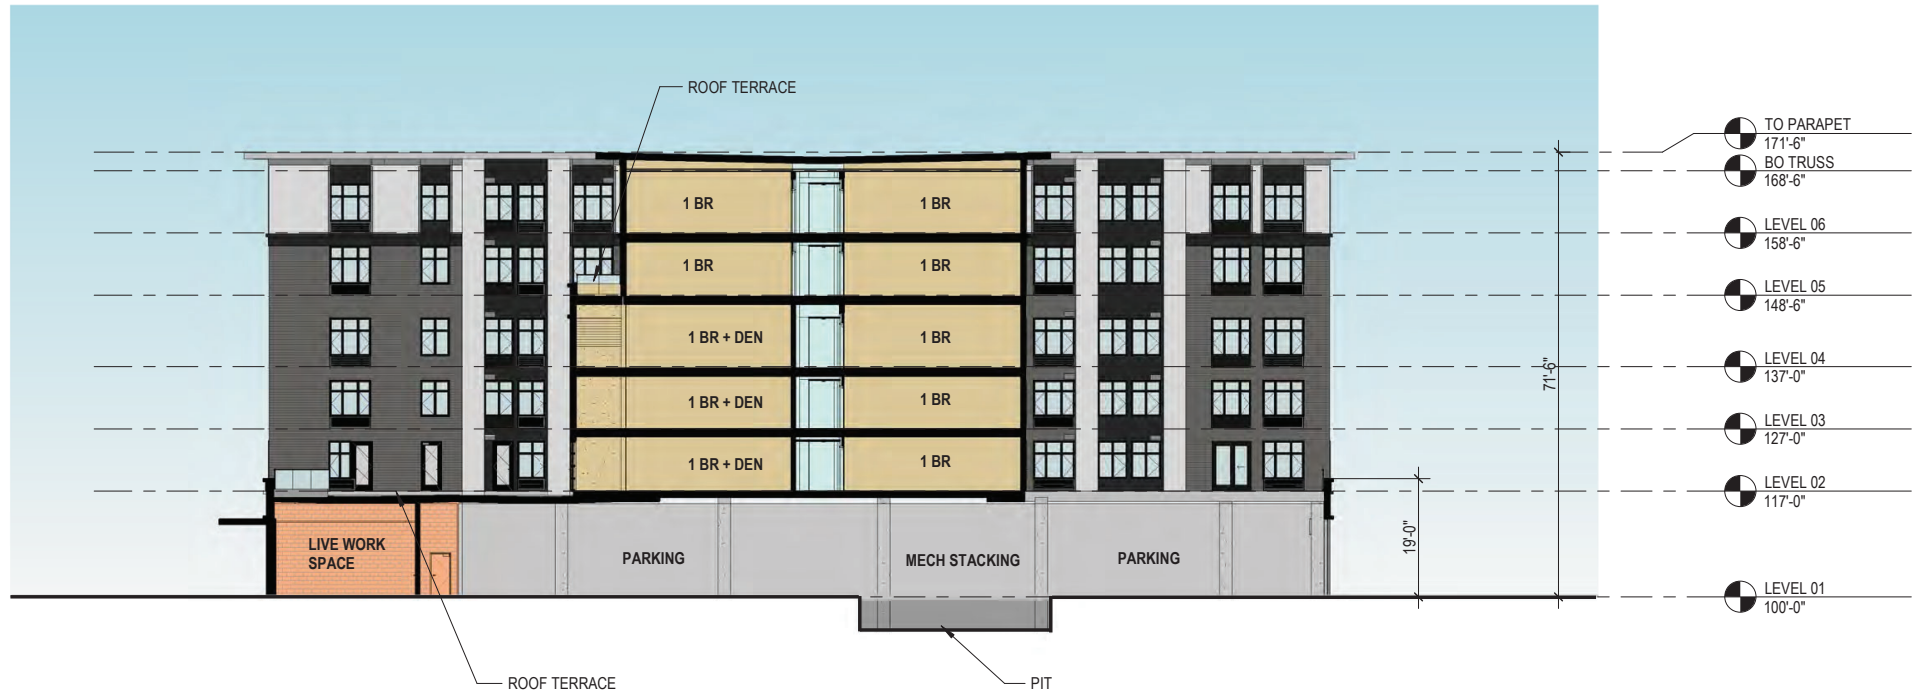 ROOF TERRACE
TO PARAPET
171'-6"
BO TRUSS
168'-6"
1 BR
1 BR
LEVEL 06
158'-6"
1 BR
1 BR
LEVEL 05
148'-6"
1 BR + DEN
1 BR
LEVEL 04
137'-0"
71'-6"
1 BR + DEN
1 BR
LEVEL 03
127'-0"
1 BR + DEN
1 BR
LEVEL 02
117'-0"
19'-0"
LIVE WORK
SPACE
PARKING
MECH STACKING
PARKING
LEVEL 01
100'-0"
ROOF TERRACE
PIT